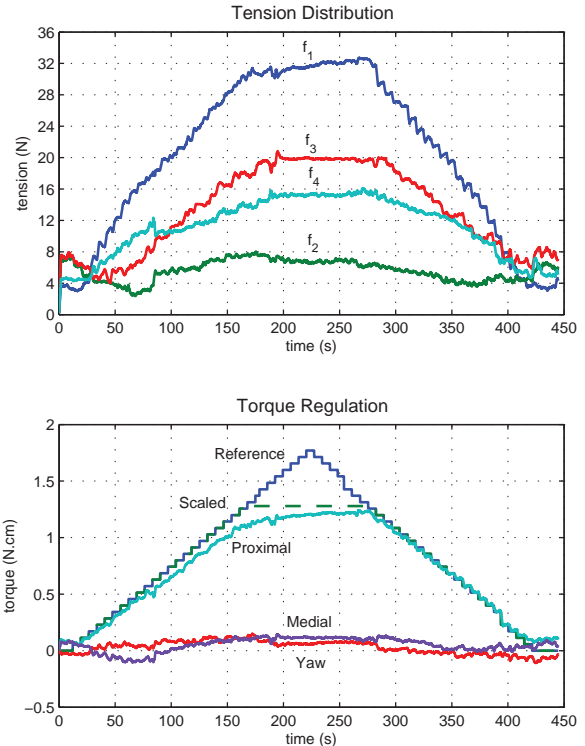 Tension Distribution
36
32
28
24
20
16
12
8
4
0
tension (N)
f1
f3
f4
f2
0 50 100 150 200 250 300 350 400 450
time (s)
Torque Regulation
2
1.5
1
0.5
0
−0.5
torque (N.cm)
Reference
Scaled
Proximal
Medial
Yaw
0 50 100 150 200 250 300 350 400 450
time (s)